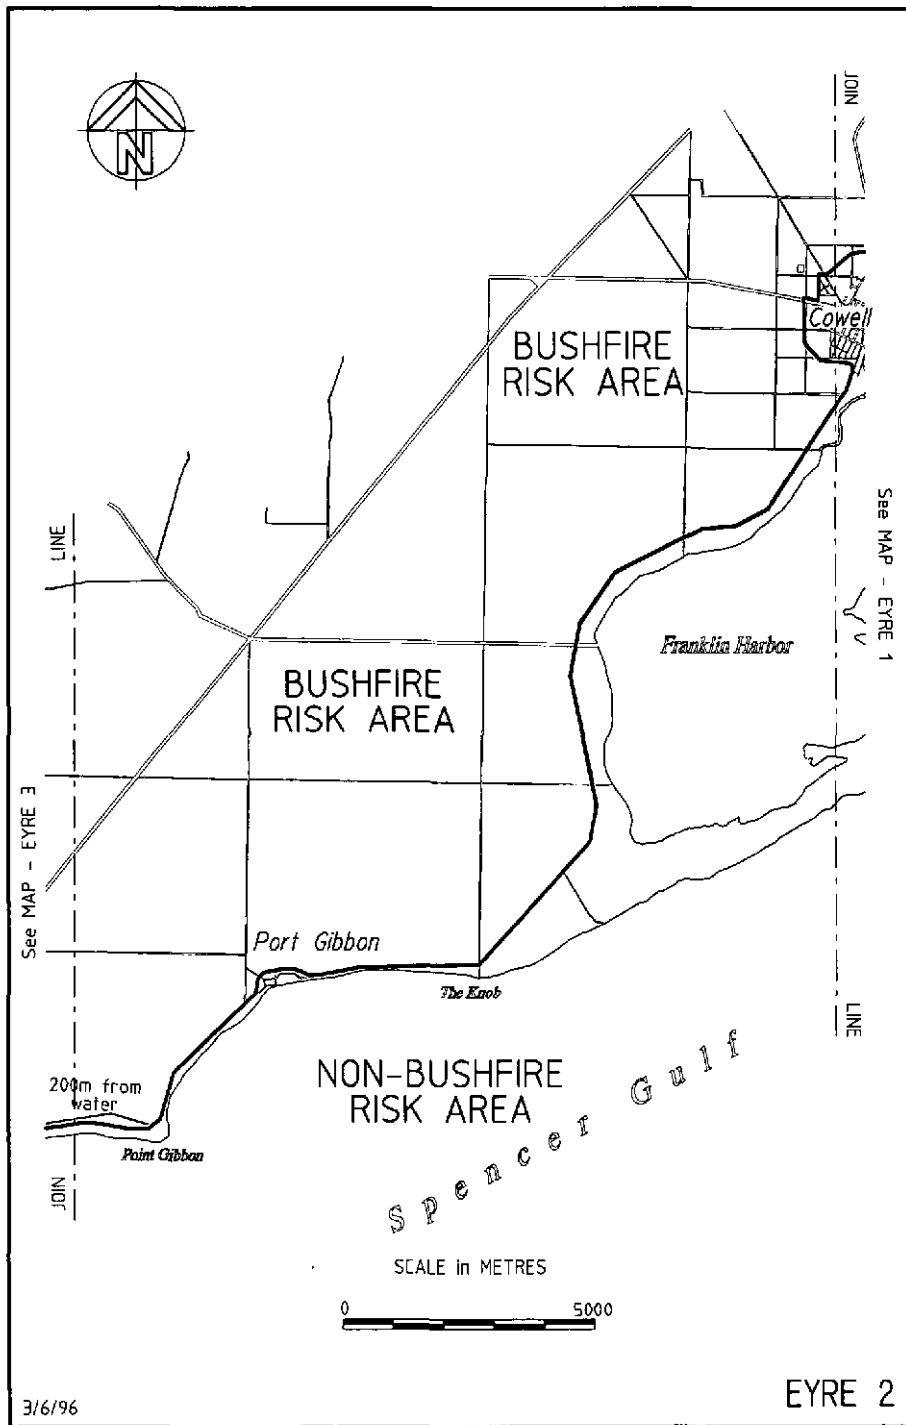 N
JOIN
Cowell
BUSHFIRE
RISK AREA
See MAP - EYRE 1
LINE
Franklin Harbor
BUSHFIRE
RISK AREA
See MAP - EYRE 3
Port Gibbon
The Knob
LINE
NON-BUSHFIRE
RISK AREA
Spencer Gulf
200m from
water
Point Gibbon
JOIN
SCALE in METRES
0 5000
EYRE 2
3/6/96